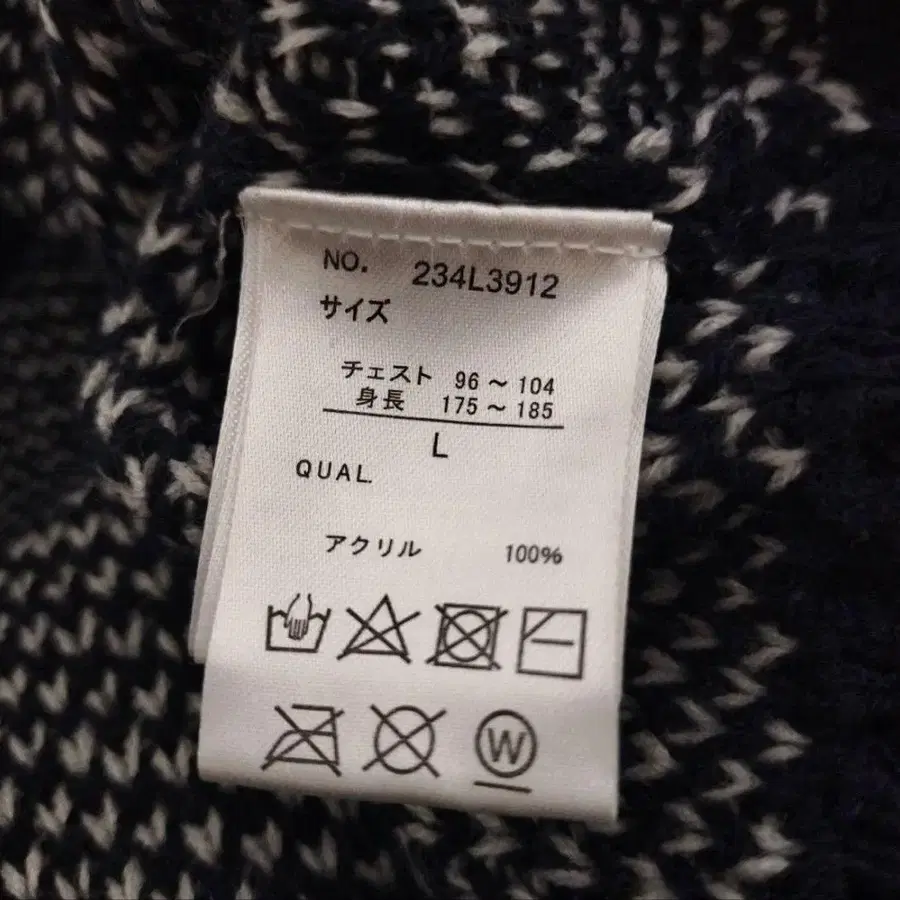 NO. 234L3912
サイズ
チェスト 96～104
身長 175～185
L
QUAL.
アクリル 100%
W